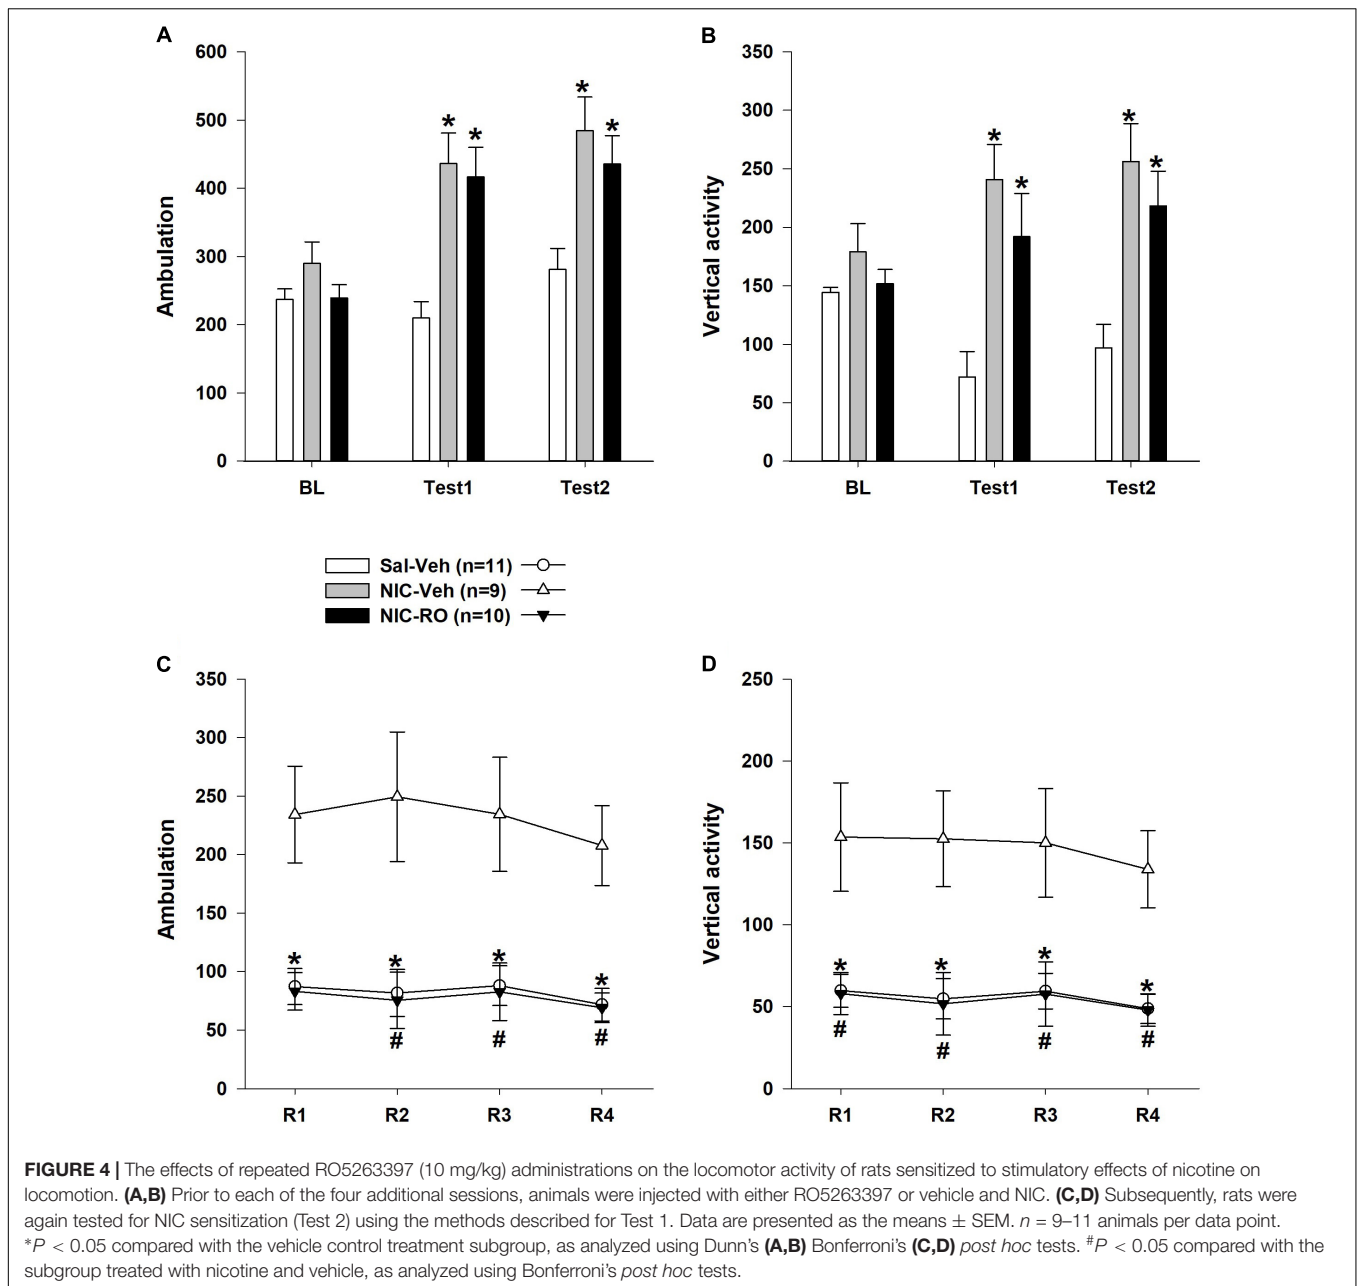 A
B
600
500
400
300
200
100
0
Ambulation
*
*
*
*
BL
Test1
Test2
350
300
250
200
150
100
50
0
Vertical activity
*
*
*
*
BL
Test1
Test2
Sal-Veh (n=11)
NIC-Veh (n=9)
NIC-RO (n=10)
C
D
350
300
250
200
150
100
50
0
Ambulation
* * * *
# # #
R1
R2
R3
R4
250
200
150
100
50
0
Vertical activity
* * * *
# # # #
R1
R2
R3
R4
FIGURE 4 | The effects of repeated RO5263397 (10 mg/kg) administrations on the locomotor activity of rats sensitized to stimulatory effects of nicotine on
locomotion. (A,B) Prior to each of the four additional sessions, animals were injected with either RO5263397 or vehicle and NIC. (C,D) Subsequently, rats were
again tested for NIC sensitization (Test 2) using the methods described for Test 1. Data are presented as the means ± SEM. n = 9–11 animals per data point.
*P < 0.05 compared with the vehicle control treatment subgroup, as analyzed using Dunn's (A,B) Bonferroni's (C,D) post hoc tests. #P < 0.05 compared with the
subgroup treated with nicotine and vehicle, as analyzed using Bonferroni's post hoc tests.